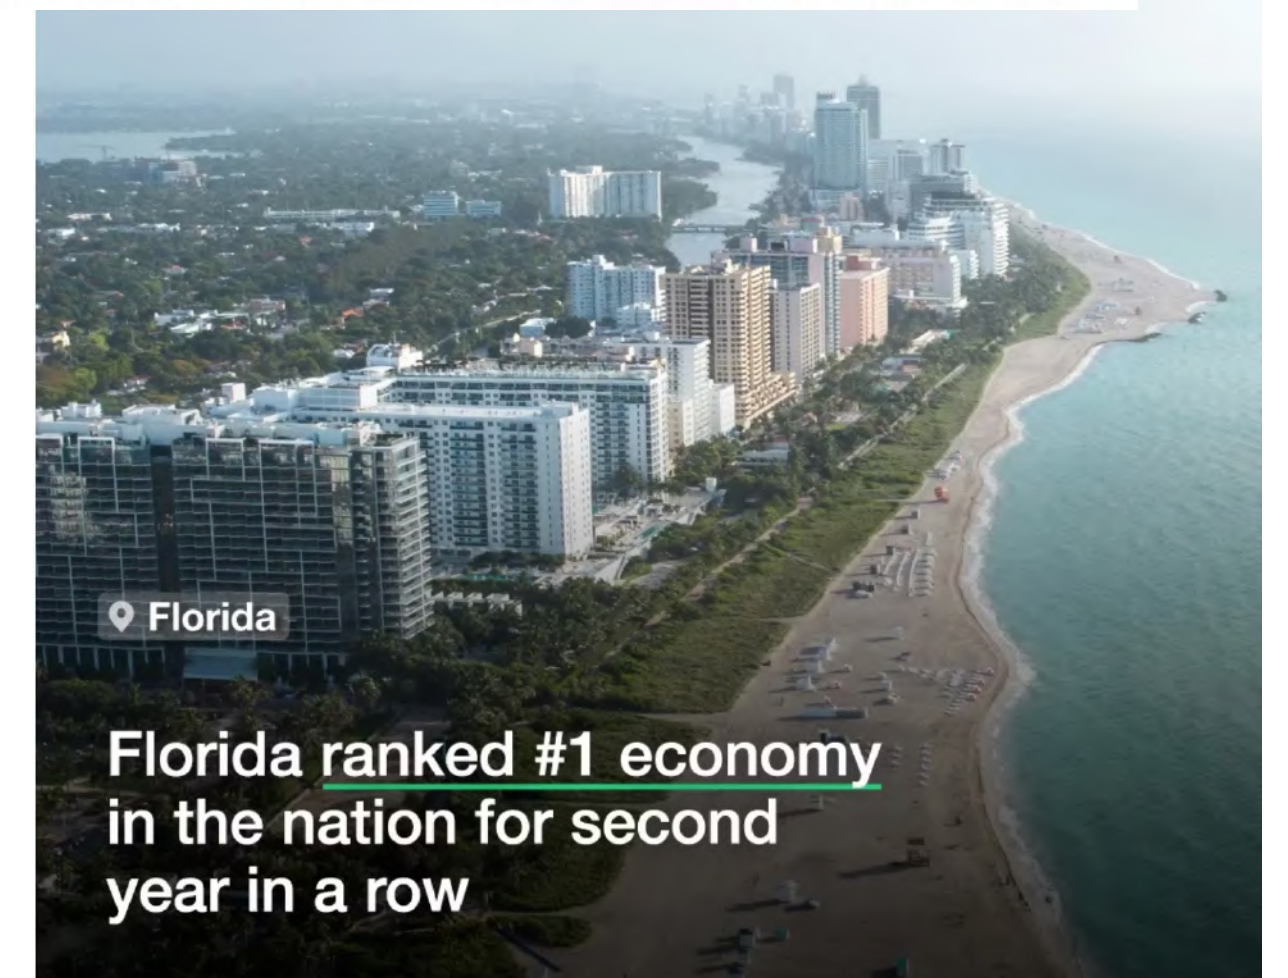 Florida
Florida ranked #1 economy
in the nation for second
year in a row